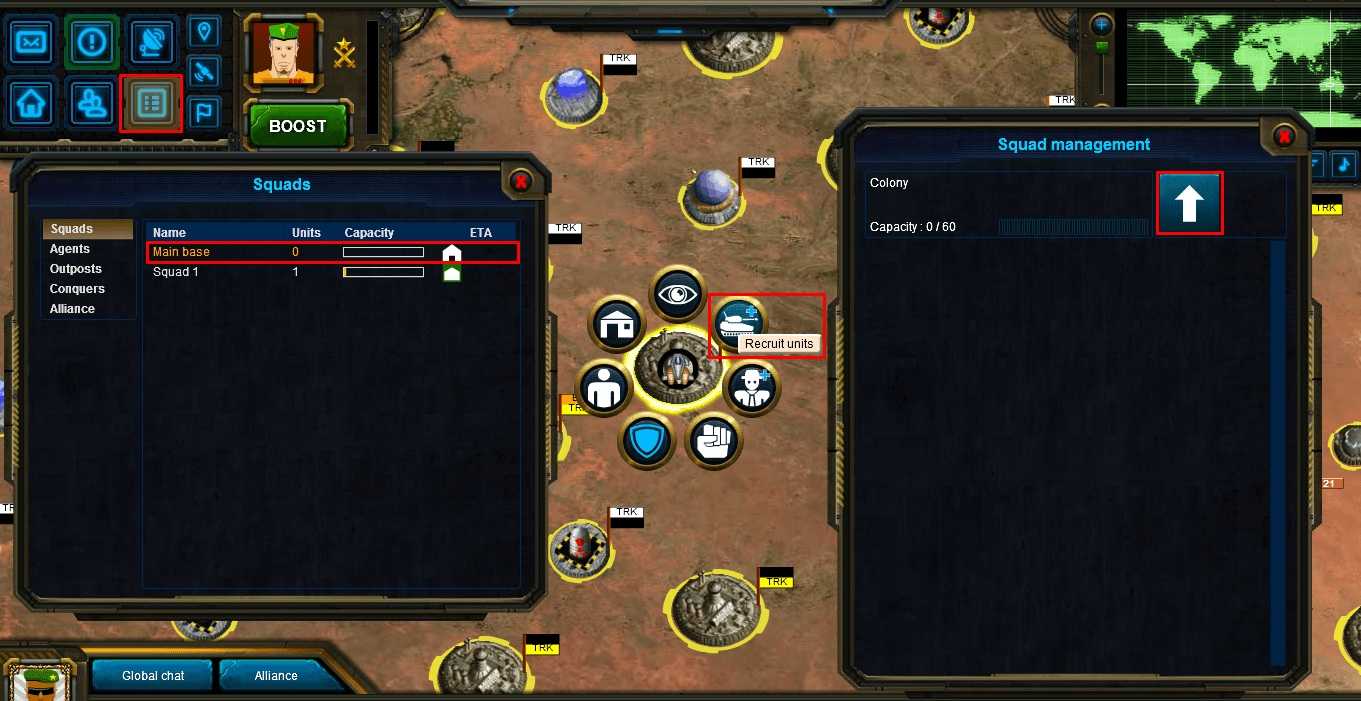 TRK
TRK
BOOST
Squad management
TRK
Squads
Colony
TRK
Capacity : 0 / 60
TRK
Squads
Name Units Capacity ETA
Agents
Main base 0
Outposts
Squad 1 1
Conquers
Alliance
Recruit units
TRK
21
TRK
TRK
TRK
Global chat
Alliance